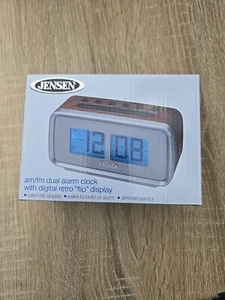 JENSEN
12:08
am/fm dual alarm clock
with digital retro "flip" display
• calendar display • wake to radio or alarm • dimmer control